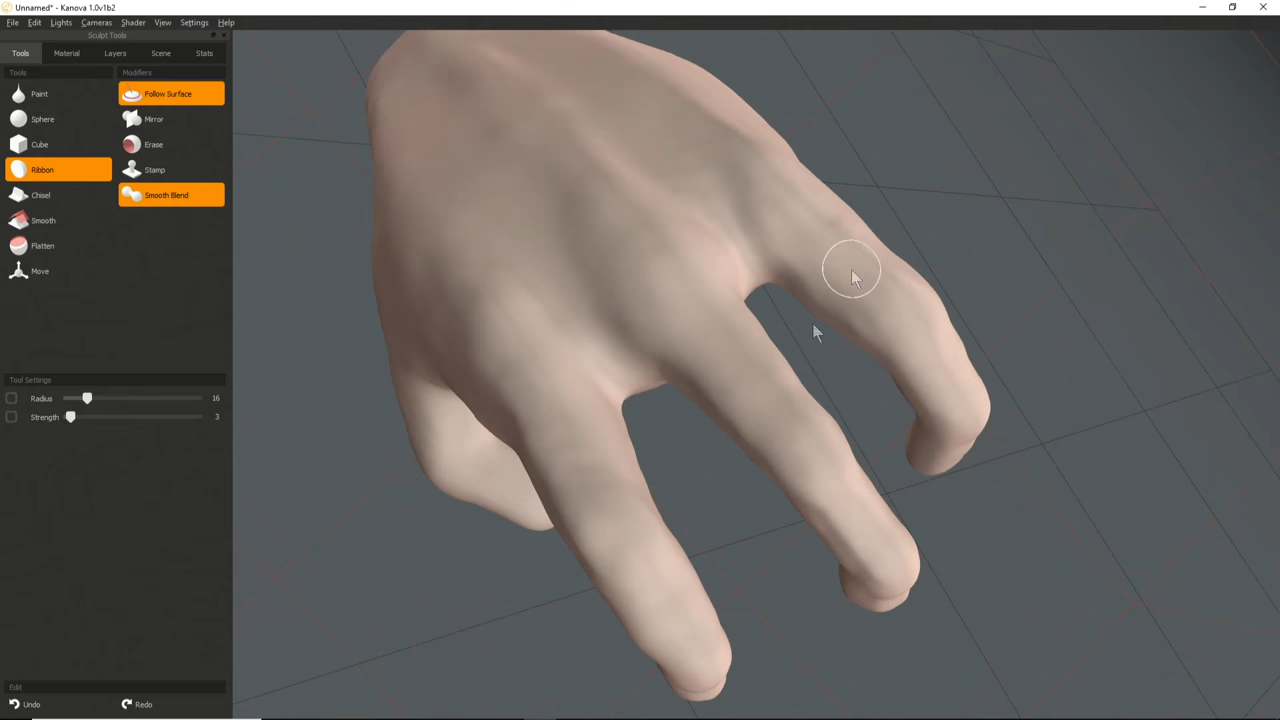 Unnamed* - Kanova 1.0v1b2
File Edit Lights Cameras Shader View Settings Help
Sculpt Tools
Tools Material Layers Scene Stats
Tools Modifiers
Paint Follow Surface
Sphere Mirror
Cube Erase
Ribbon Stamp
Chisel Smooth Blend
Smooth
Flatten
Move
Tool Settings
Radius 16
Strength 3
Edit
Undo Redo